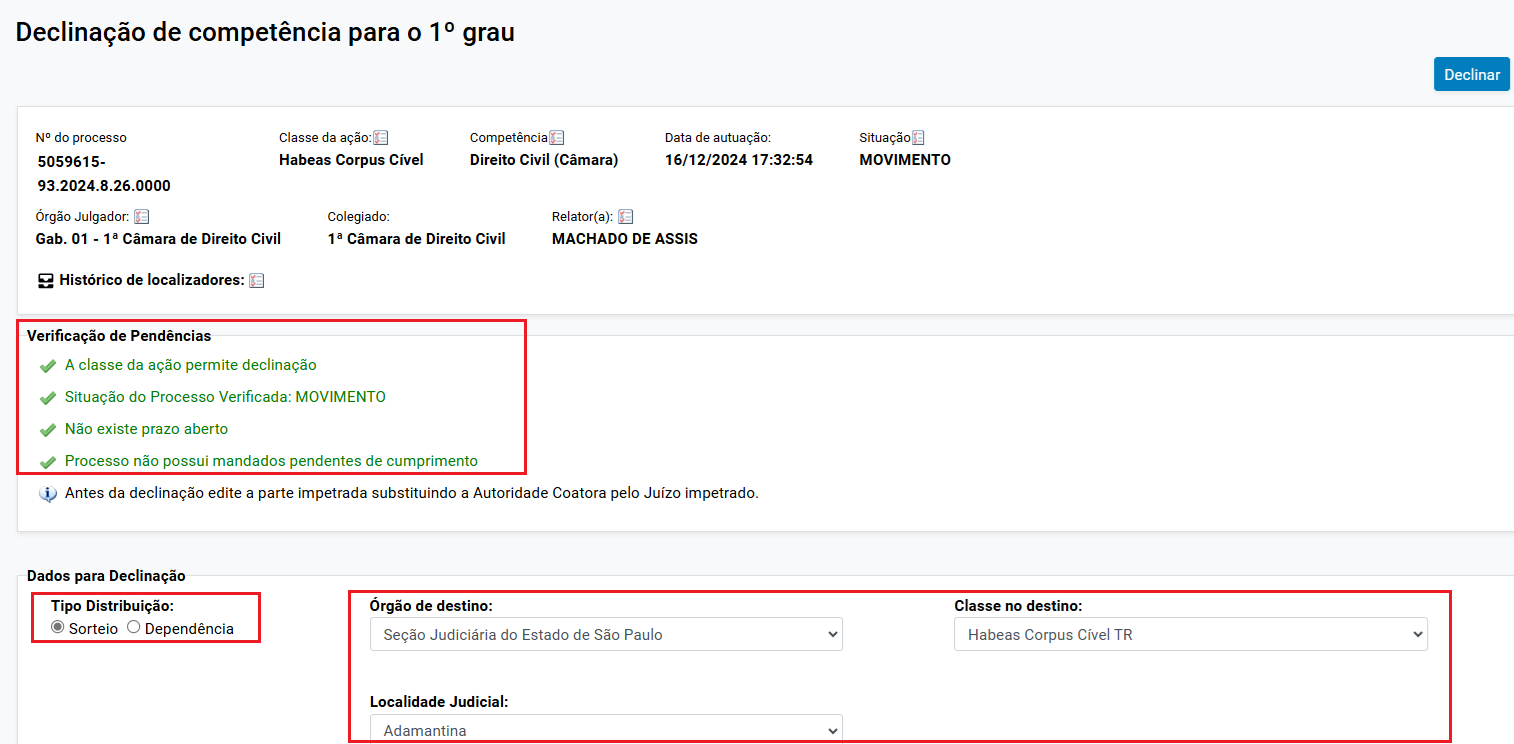 Declinação de competência para o 1º grau
Declinar
Nº do processo
5059615-
93.2024.8.26.0000
Classe da ação:
Habeas Corpus Cível
Competência
Direito Civil (Câmara)
Data de autuação:
16/12/2024 17:32:54
Situação
MOVIMENTO
Órgão Julgador:
Gab. 01 - 1ª Câmara de Direito Civil
Colegiado:
1ª Câmara de Direito Civil
Relator(a):
MACHADO DE ASSIS
Histórico de localizadores:
Verificação de Pendências
A classe da ação permite declinação
Situação do Processo Verificada: MOVIMENTO
Não existe prazo aberto
Processo não possui mandados pendentes de cumprimento
Antes da declinação edite a parte impetrada substituindo a Autoridade Coatora pelo Juízo impetrado.
Dados para Declinação
Tipo Distribuição:
Sorteio Dependência
Órgão de destino:
Seção Judiciária do Estado de São Paulo
Classe no destino:
Habeas Corpus Cível TR
Localidade Judicial:
Adamantina